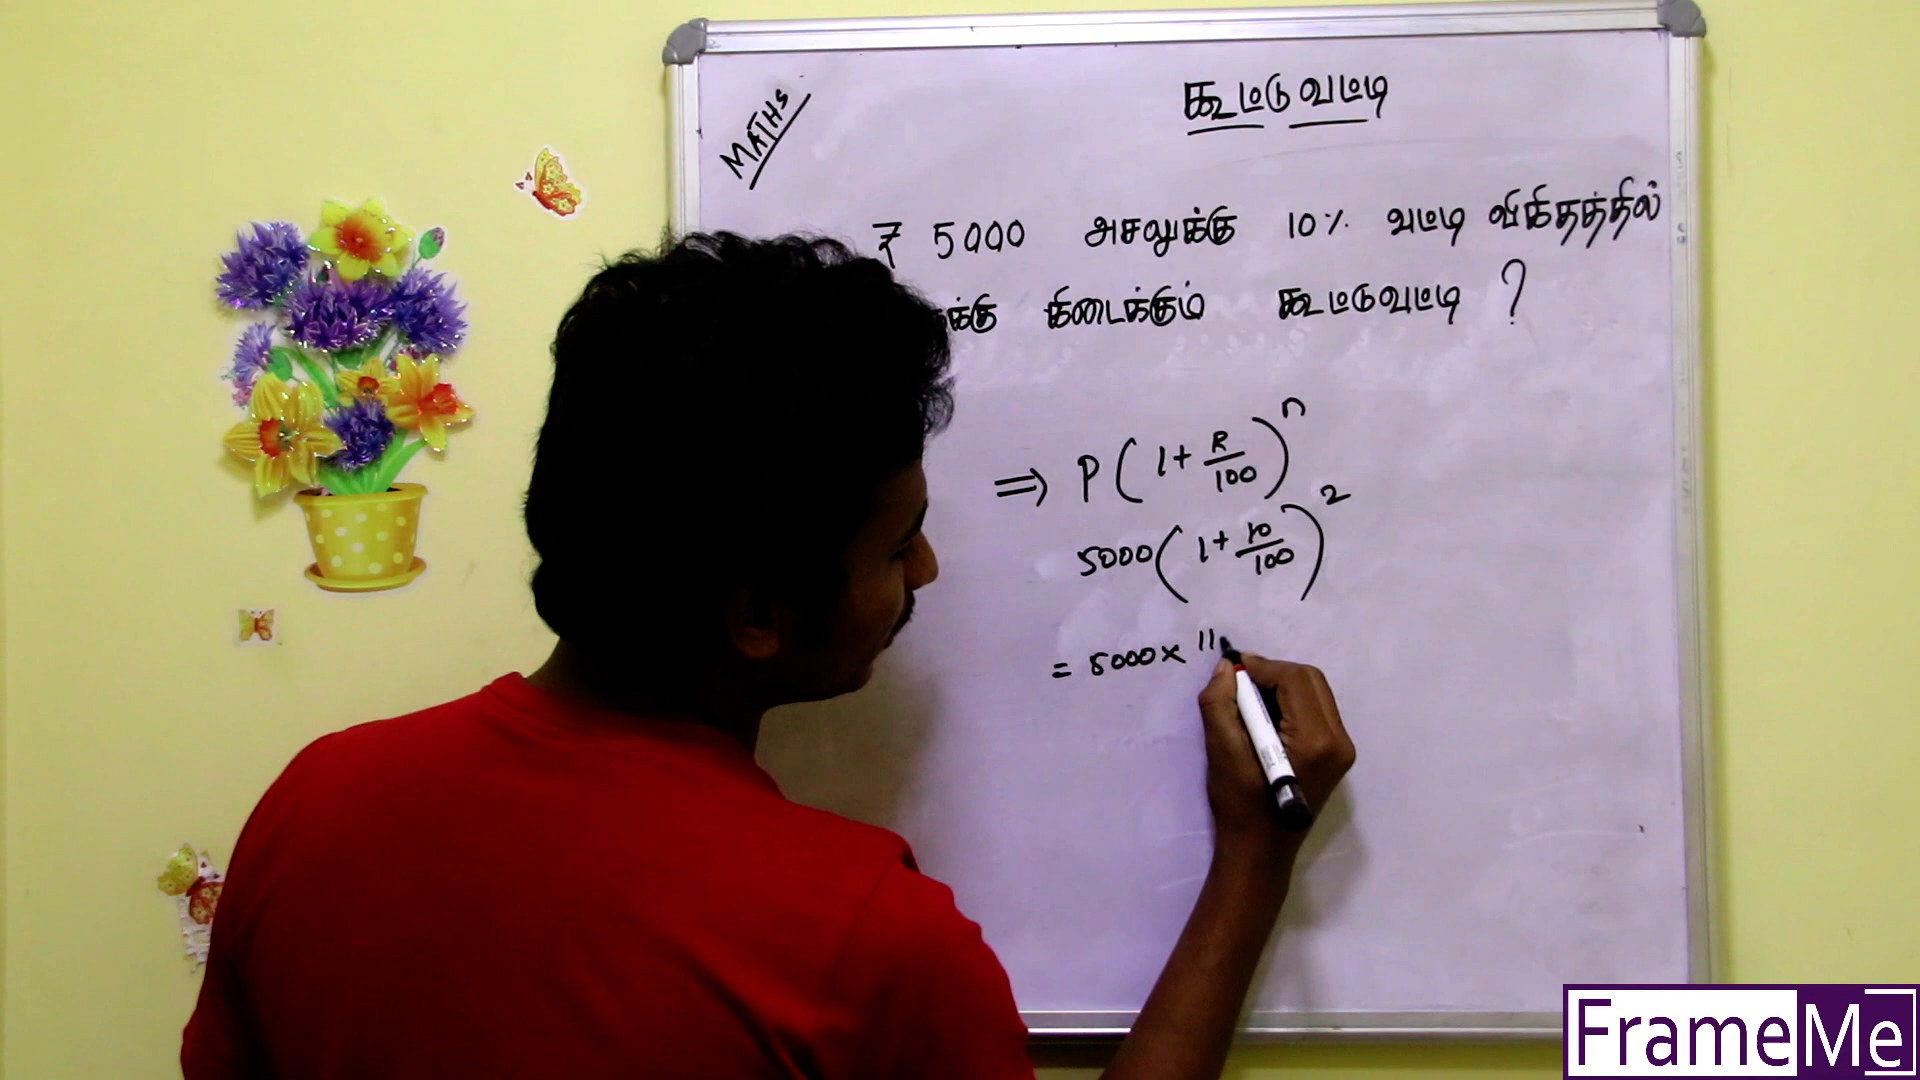 MATHS
கூட்டு வட்டி
₹ 5000 அசலுக்கு 10% வட்டி விகிதத்தில்
கிடைக்கும் கூட்டுவட்டி ?
⇒ P ( 1 + R/100 )^n
5000 ( 1 + 10/100 )^2
= 5000 × 11
FrameMe